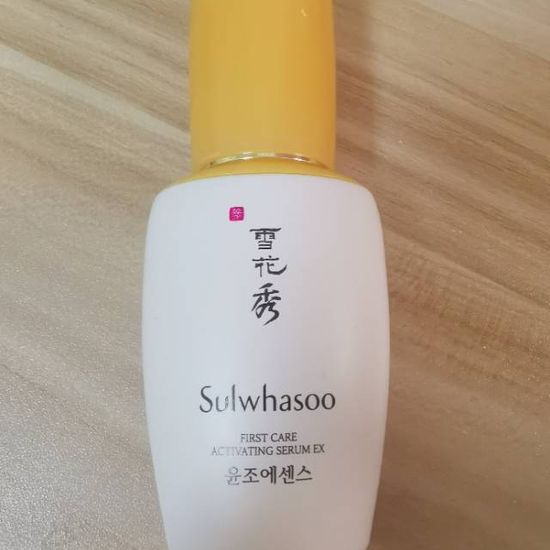 雪花秀
Sulwhasoo
FIRST CARE
ACTIVATING SERUM EX
윤조에센스